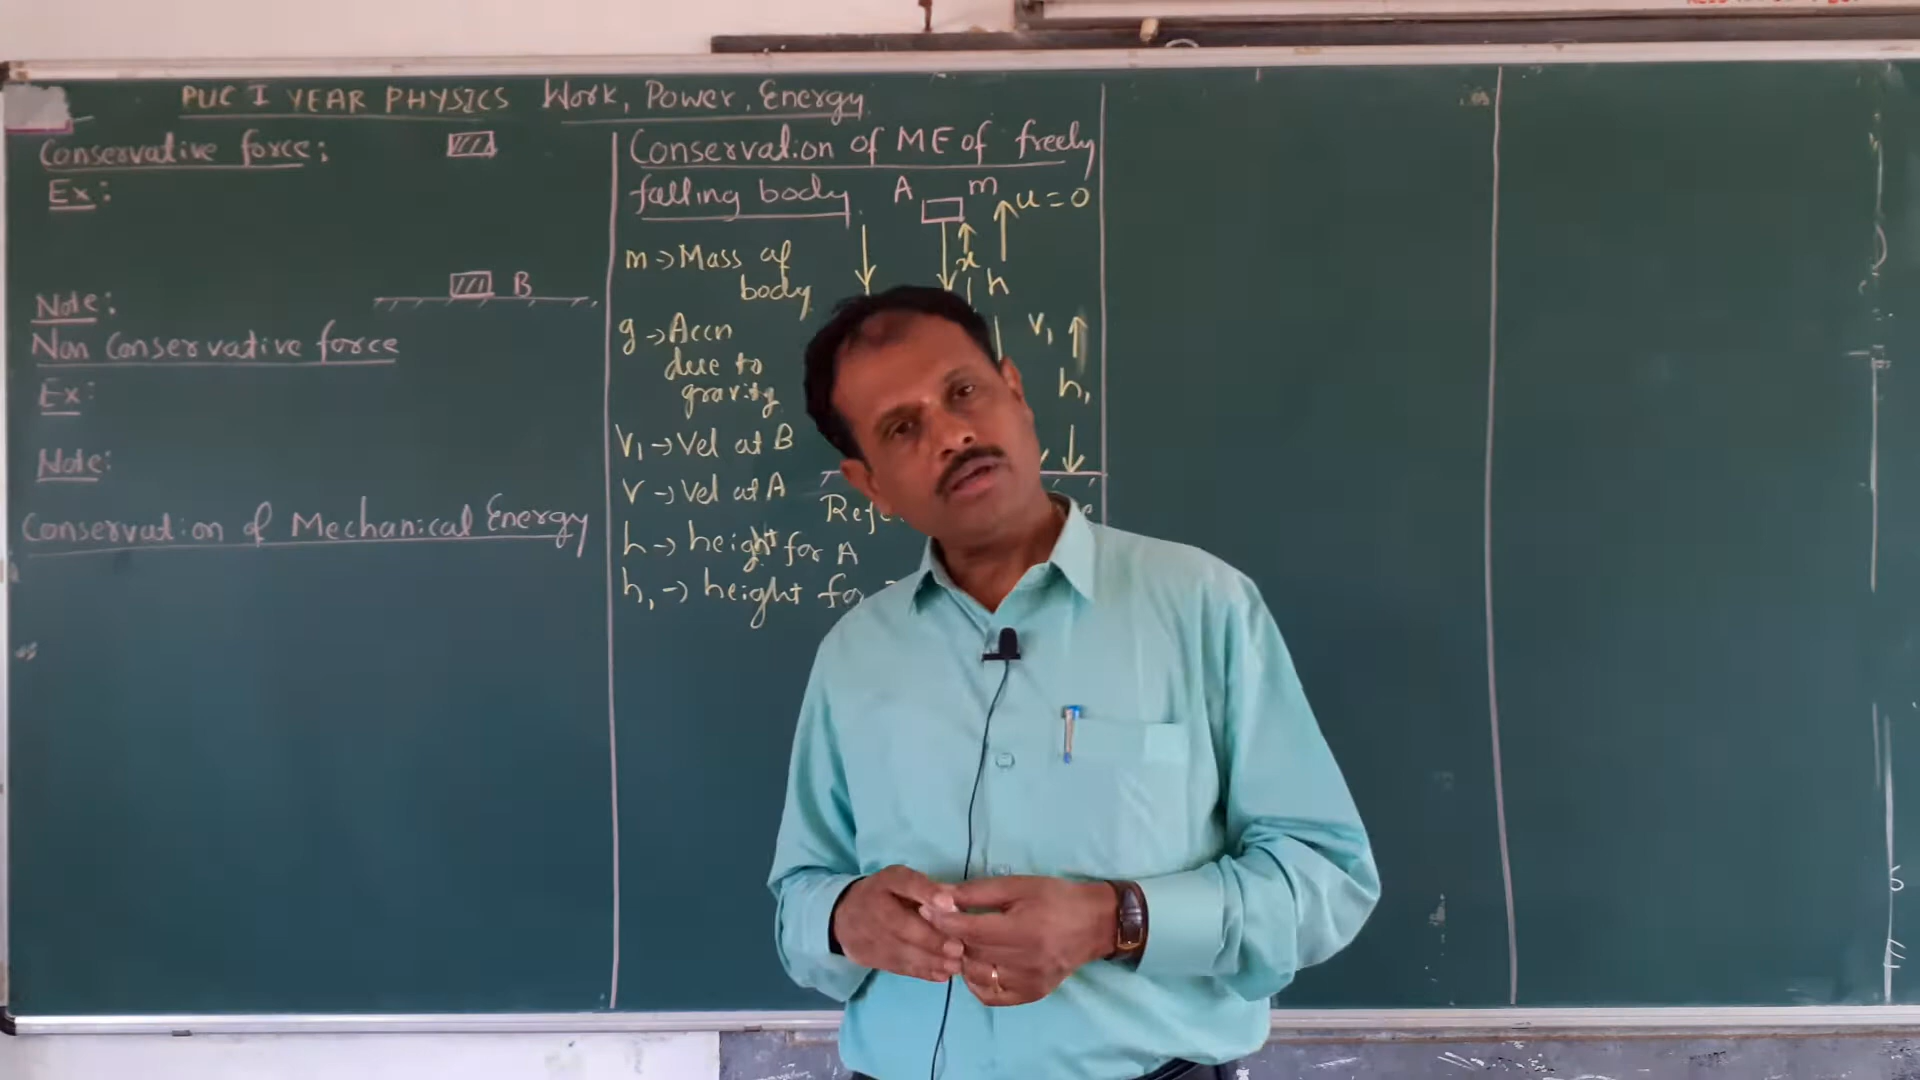 PUC I YEAR PHYSICS Work, Power, Energy
Conservative force:
Ex:
B
Note:
Non Conservative force
Ex:
Note:
Conservation of Mechanical Energy
Conservation of ME of freely
falling body
A m u=0
x
h
m → Mass of
body
g → Accn
due to
gravity
V₁
h₁
V₁ → Vel at B
V → Vel at A
h → height for A
h₁ → height for